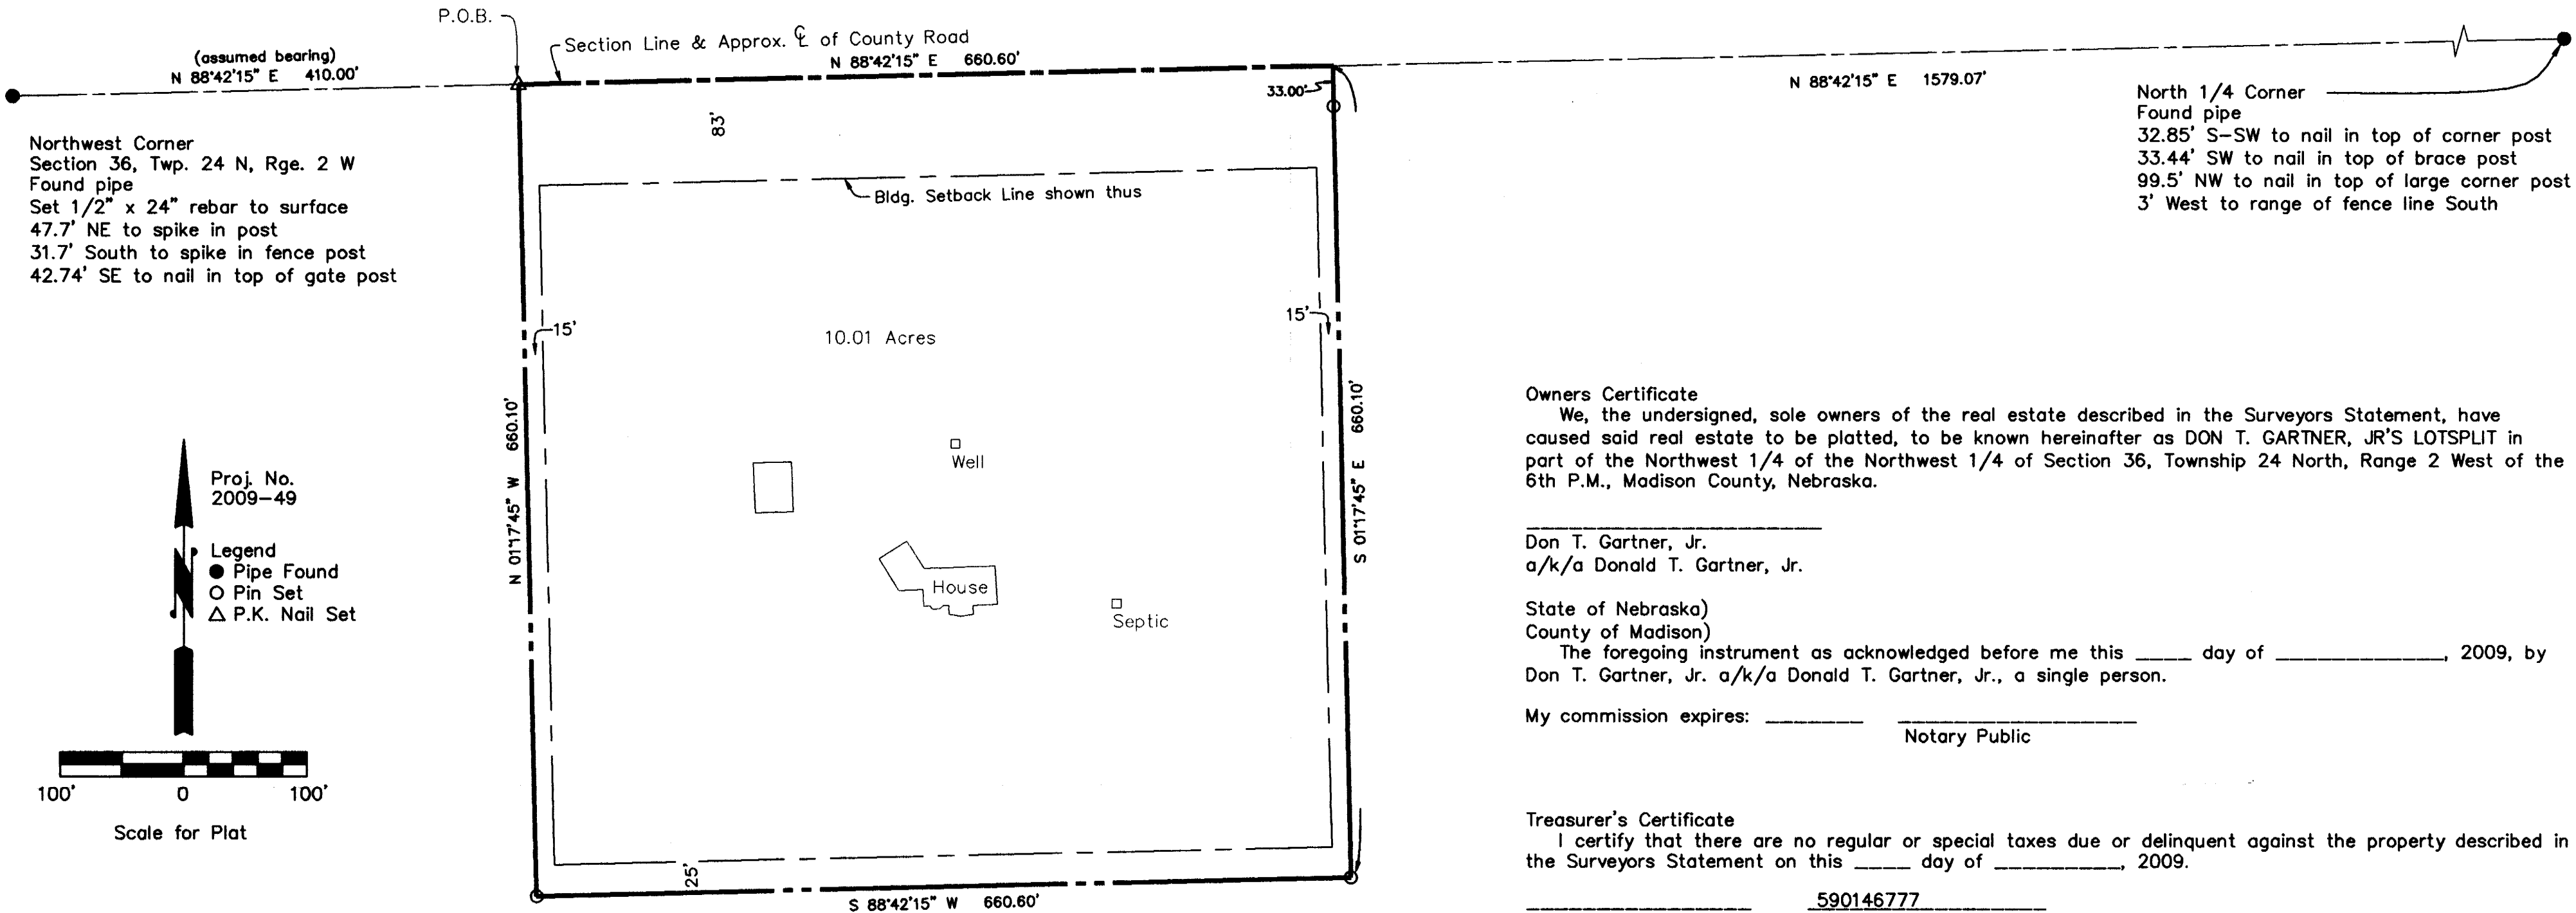 P.O.B.
Section Line & Approx. ℄ of County Road
(assumed bearing)
N 88°42'15" E 410.00'
N 88°42'15" E 660.60'
N 88°42'15" E 1579.07'
33.00'
83'
Northwest Corner
Section 36, Twp. 24 N, Rge. 2 W
Found pipe
Set 1/2" x 24" rebar to surface
47.7' NE to spike in post
31.7' South to spike in fence post
42.74' SE to nail in top of gate post
North 1/4 Corner
Found pipe
32.85' S-SW to nail in top of corner post
33.44' SW to nail in top of brace post
99.5' NW to nail in top of large corner post
3' West to range of fence line South
Bldg. Setback Line shown thus
15'
15'
10.01 Acres
N 01°17'45" W 660.10'
S 01°17'45" E 660.10'
Well
House
Septic
25'
S 88°42'15" W 660.60'
Proj. No.
2009-49
N
Legend
Pipe Found
Pin Set
P.K. Nail Set
100' 0 100'
Scale for Plat
Owners Certificate
We, the undersigned, sole owners of the real estate described in the Surveyors Statement, have
caused said real estate to be platted, to be known hereinafter as DON T. GARTNER, JR'S LOTSPLIT in
part of the Northwest 1/4 of the Northwest 1/4 of Section 36, Township 24 North, Range 2 West of the
6th P.M., Madison County, Nebraska.
Don T. Gartner, Jr.
a/k/a Donald T. Gartner, Jr.
State of Nebraska)
County of Madison)
The foregoing instrument as acknowledged before me this _____ day of _______________, 2009, by
Don T. Gartner, Jr. a/k/a Donald T. Gartner, Jr., a single person.
My commission expires: _________ _____________________
Notary Public
Treasurer's Certificate
I certify that there are no regular or special taxes due or delinquent against the property described in
the Surveyors Statement on this _____ day of ___________, 2009.
590146777